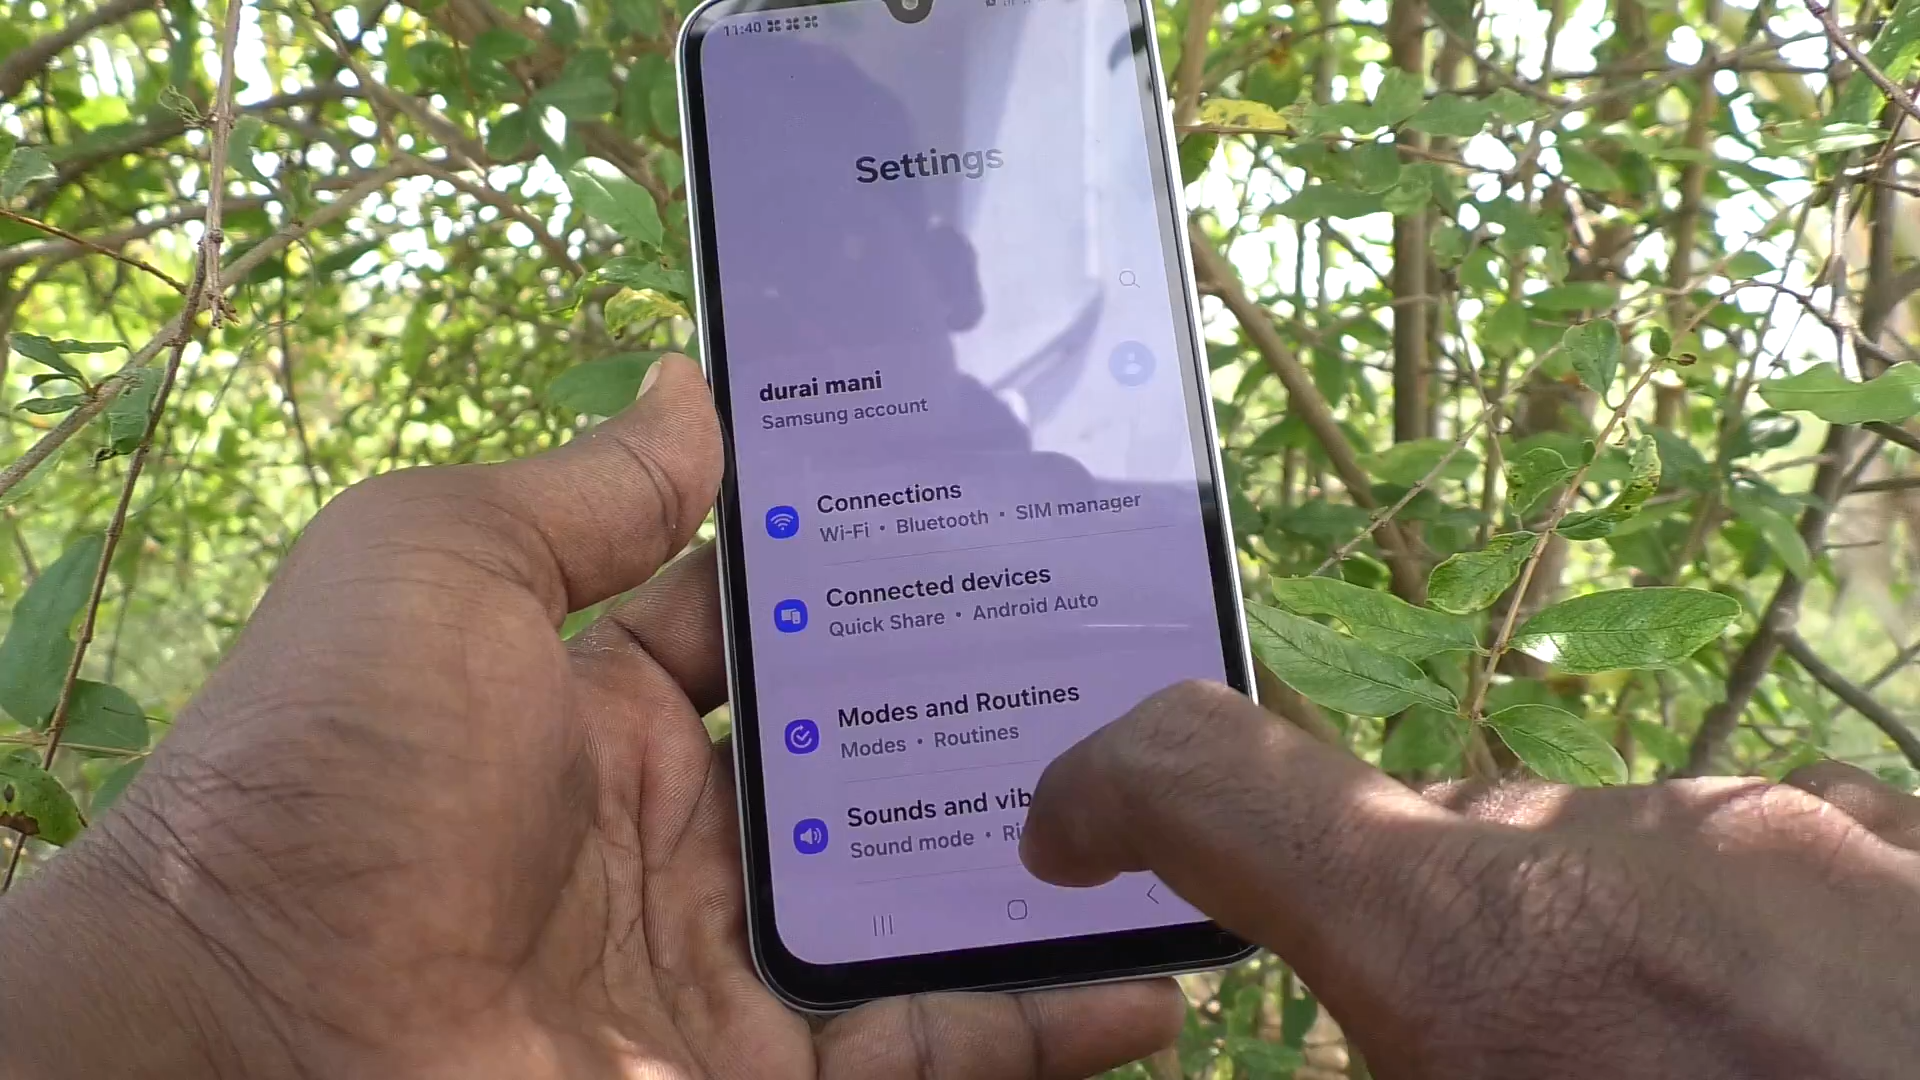 11:40
Settings
durai mani
Samsung account
Connections
Wi-Fi • Bluetooth • SIM manager
Connected devices
Quick Share • Android Auto
Modes and Routines
Modes • Routines
Sounds and vib
Sound mode • Ri